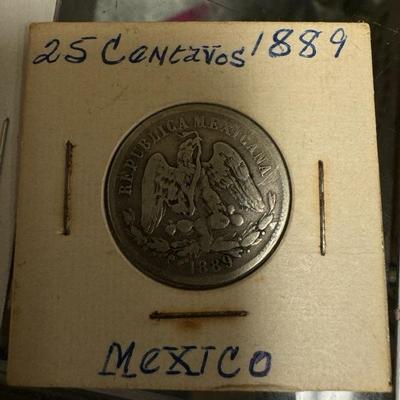 25 Centavos 1889
REPUBLICA MEXICANA
1889
MEXICO